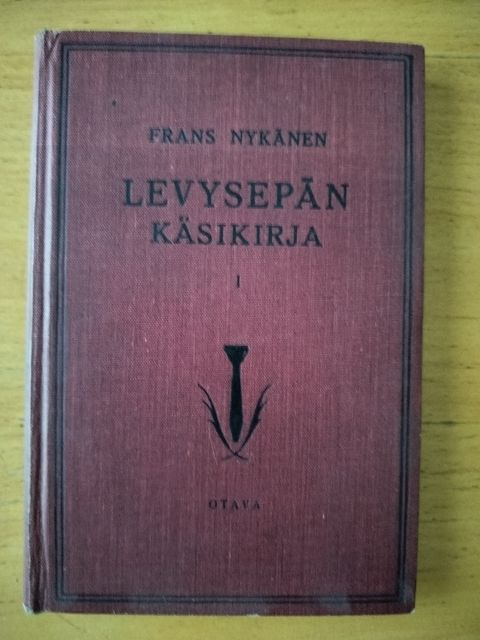 FRANS NYKÄNEN
LEVYSEPÄN
KÄSIKIRJA
I
OTAVA